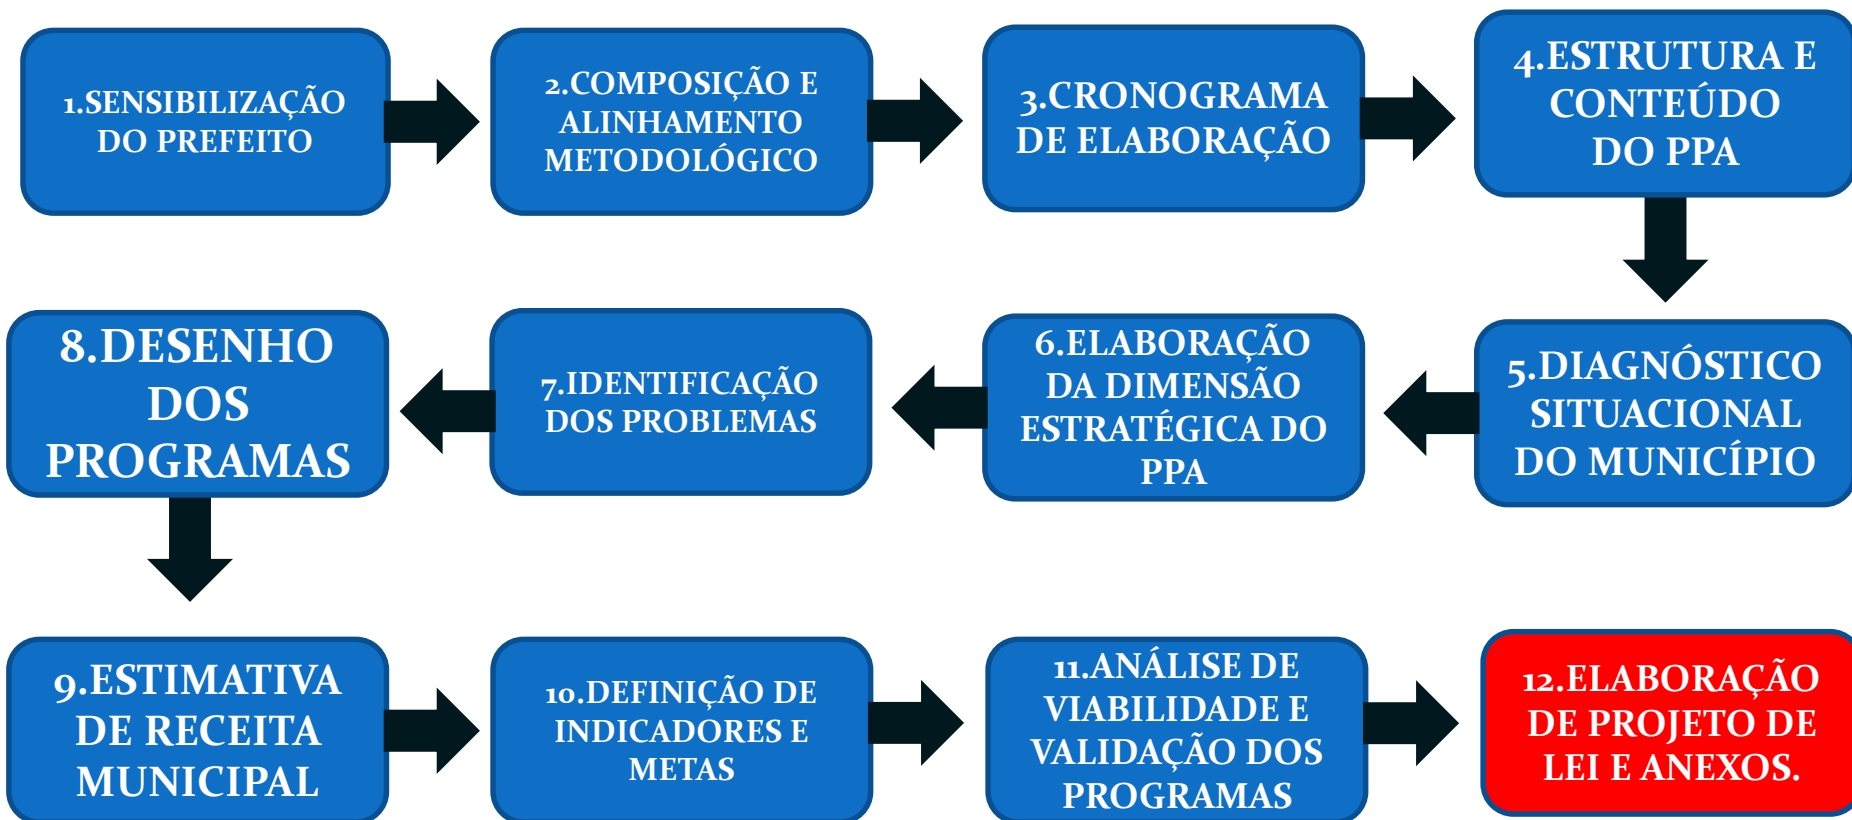 1.SENSIBILIZAÇÃO
DO PREFEITO
2.COMPOSIÇÃO E
ALINHAMENTO
METODOLÓGICO
3.CRONOGRAMA
DE ELABORAÇÃO
4.ESTRUTURA E
CONTEÚDO
DO PPA
5.DIAGNÓSTICO
SITUACIONAL
DO MUNICÍPIO
6.ELABORAÇÃO
DA DIMENSÃO
ESTRATÉGICA DO
PPA
7.IDENTIFICAÇÃO
DOS PROBLEMAS
8.DESENHO
DOS
PROGRAMAS
9.ESTIMATIVA
DE RECEITA
MUNICIPAL
10.DEFINIÇÃO DE
INDICADORES E
METAS
11.ANÁLISE DE
VIABILIDADE E
VALIDAÇÃO DOS
PROGRAMAS
12.ELABORAÇÃO
DE PROJETO DE
LEI E ANEXOS.